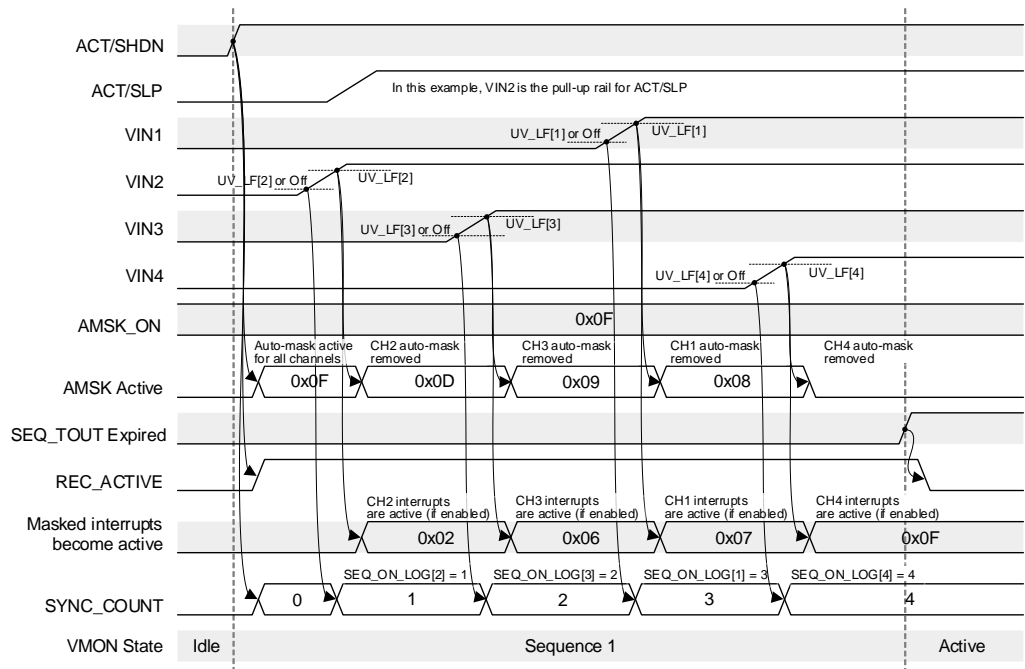 ACT/SHDN
ACT/SLP
In this example, VIN2 is the pull-up rail for ACT/SLP
VIN1
UV_LF[1] or Off
UV_LF[1]
VIN2
UV_LF[2] or Off
UV_LF[2]
VIN3
UV_LF[3] or Off
UV_LF[3]
VIN4
UV_LF[4] or Off
UV_LF[4]
AMSK_ON
0x0F
Auto-mask active
for all channels
CH2 auto-mask
removed
CH3 auto-mask
removed
CH1 auto-mask
removed
CH4 auto-mask
removed
AMSK Active
0x0F
0x0D
0x09
0x08
SEQ_TOUT Expired
REC_ACTIVE
CH2 interrupts
are active (if enabled)
CH3 interrupts
are active (if enabled)
CH1 interrupts
are active (if enabled)
CH4 interrupts
are active (if enabled)
Masked interrupts
become active
0x02
0x06
0x07
0x0F
SEQ_ON_LOG[2] = 1
SEQ_ON_LOG[3] = 2
SEQ_ON_LOG[1] = 3
SEQ_ON_LOG[4] = 4
SYNC_COUNT
0
1
2
3
4
VMON State
Idle
Sequence 1
Active